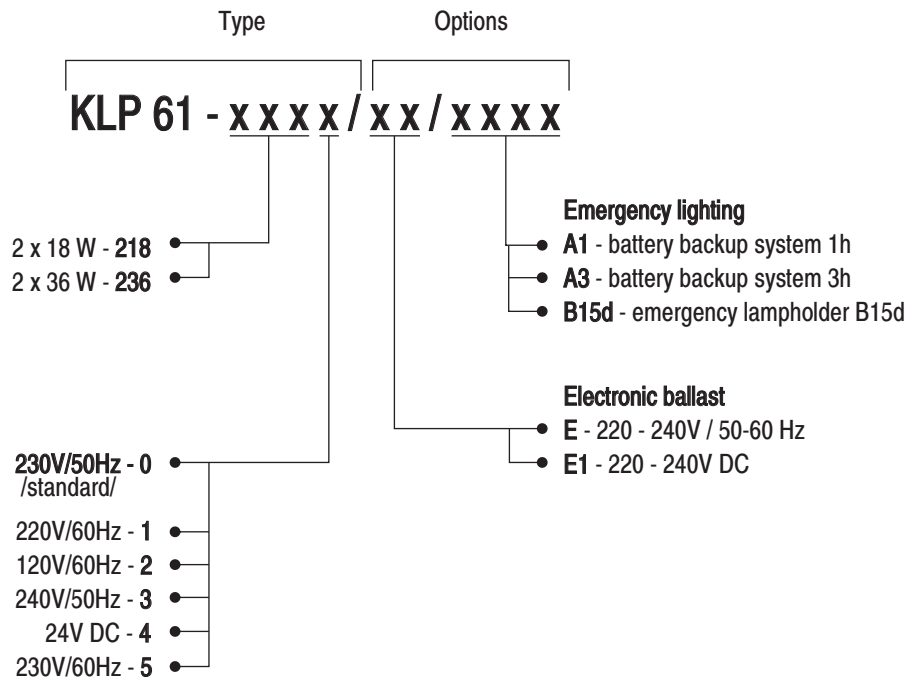 Type
Options
KLP 61 - x x x x / x x / x x x x
2 x 18 W - 218
2 x 36 W - 236
Emergency lighting
A1 - battery backup system 1h
A3 - battery backup system 3h
B15d - emergency lampholder B15d
Electronic ballast
E - 220 - 240V / 50-60 Hz
E1 - 220 - 240V DC
230V/50Hz - 0
/standard/
220V/60Hz - 1
120V/60Hz - 2
240V/50Hz - 3
24V DC - 4
230V/60Hz - 5